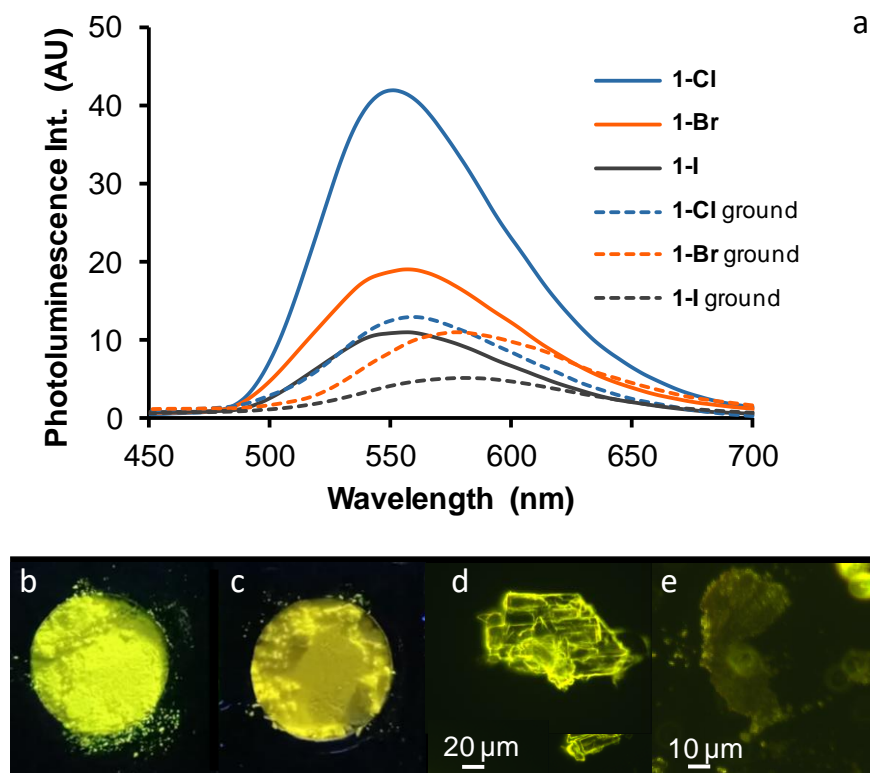 a
Photoluminescence Int. (AU)
50
40
30
20
10
0
450 500 550 600 650 700
Wavelength (nm)
1-Cl
1-Br
1-I
1-Cl ground
1-Br ground
1-I ground
b c d e
20 µm 10 µm